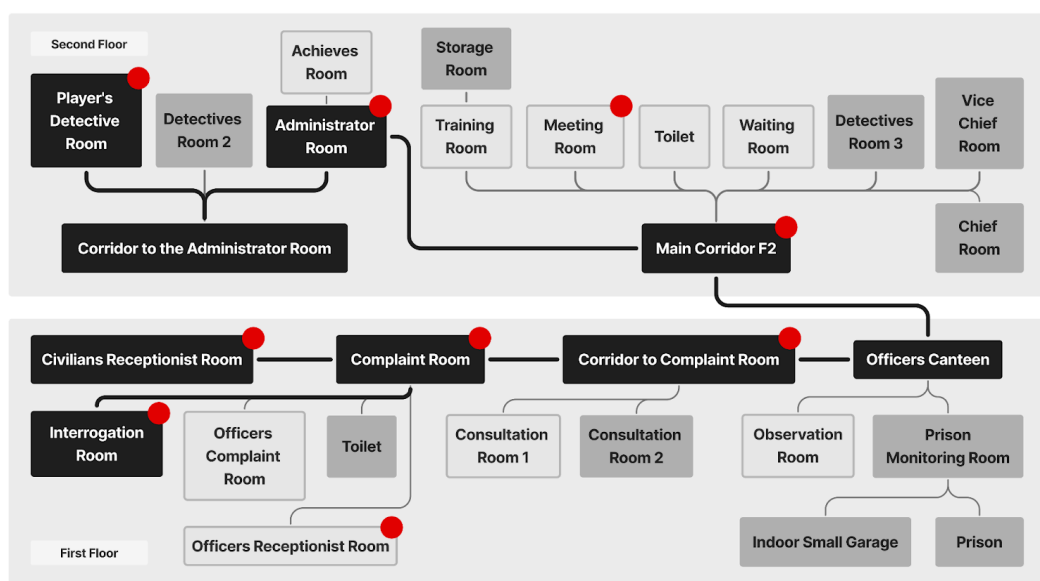 Second Floor
Player's
Detective
Room
Detectives
Room 2
Achieves
Room
Administrator
Room
Storage
Room
Training
Room
Meeting
Room
Toilet
Waiting
Room
Detectives
Room 3
Vice
Chief
Room
Corridor to the Administrator Room
Main Corridor F2
Chief
Room
Civilians Receptionist Room
Complaint Room
Corridor to Complaint Room
Officers Canteen
Interrogation
Room
Officers
Complaint
Room
Toilet
Consultation
Room 1
Consultation
Room 2
Observation
Room
Prison
Monitoring Room
Officers Receptionist Room
Indoor Small Garage
Prison
First Floor